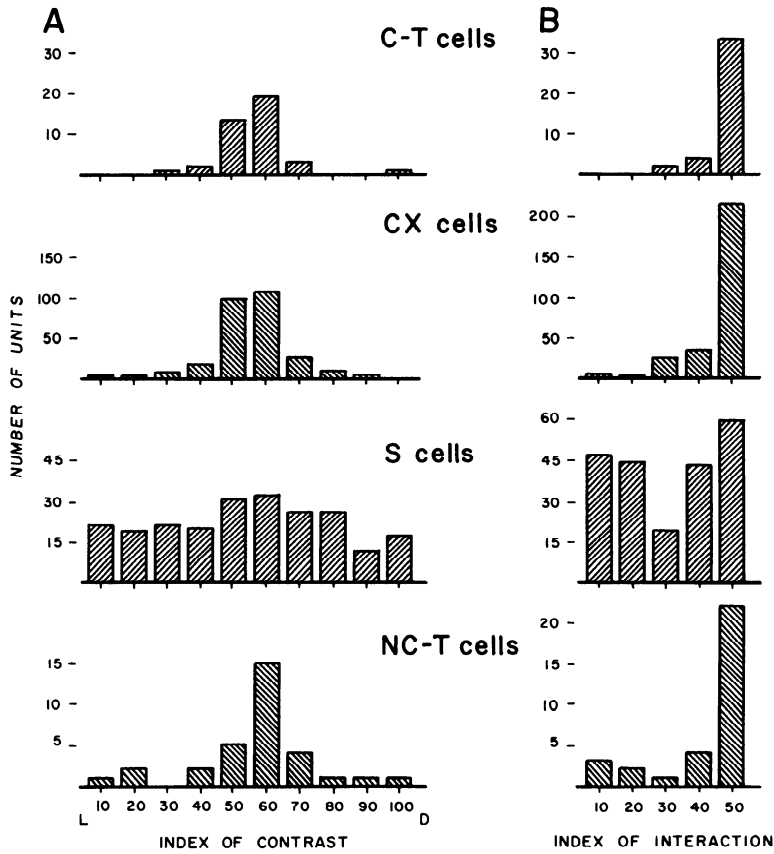 A
B
C-T cells
30
20
10
30
20
10
CX cells
150
100
50
200
150
100
50
NUMBER OF UNITS
S cells
45
30
15
60
45
30
15
NC-T cells
15
10
5
20
15
10
5
10 20 30 40 50 60 70 80 90 100
L D
10 20 30 40 50
INDEX OF CONTRAST
INDEX OF INTERACTION